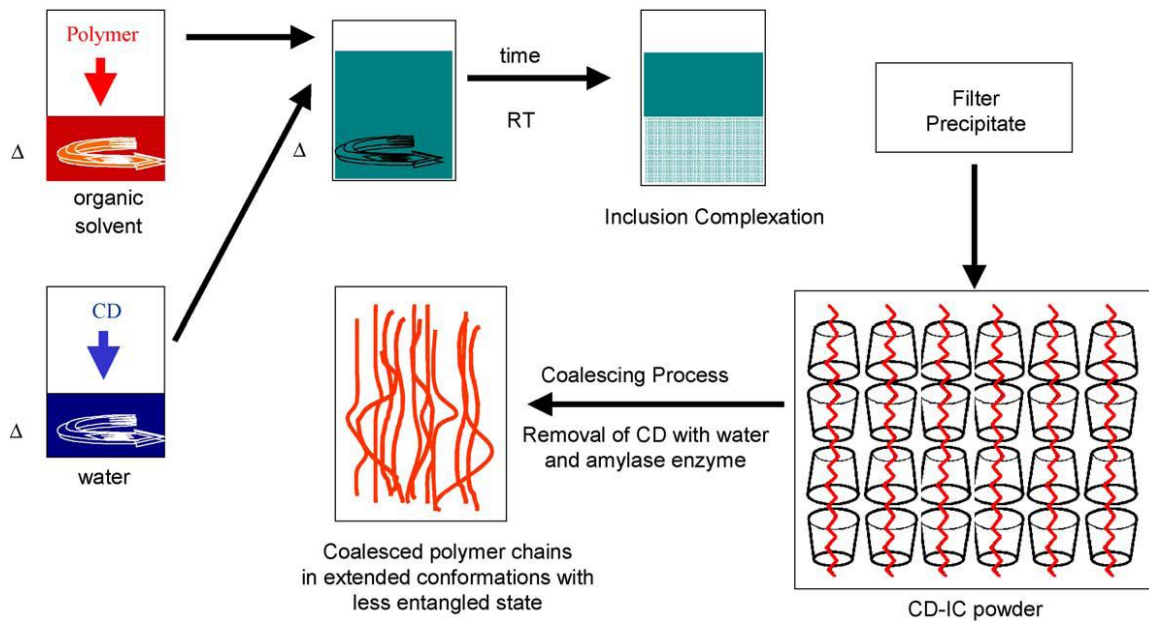 Polymer
Δ
organic
solvent
CD
Δ
water
Δ
time
RT
Inclusion Complexation
Filter
Precipitate
CD-IC powder
Coalescing Process
Removal of CD with water
and amylase enzyme
Coalesced polymer chains
in extended conformations with
less entangled state